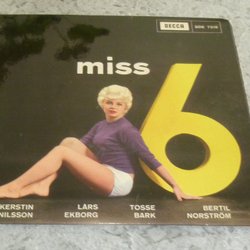 DECCA
miss 6
KERSTIN NILSSON
LARS EKBORG
TOSSE BARK
BERTIL NORSTRÖM